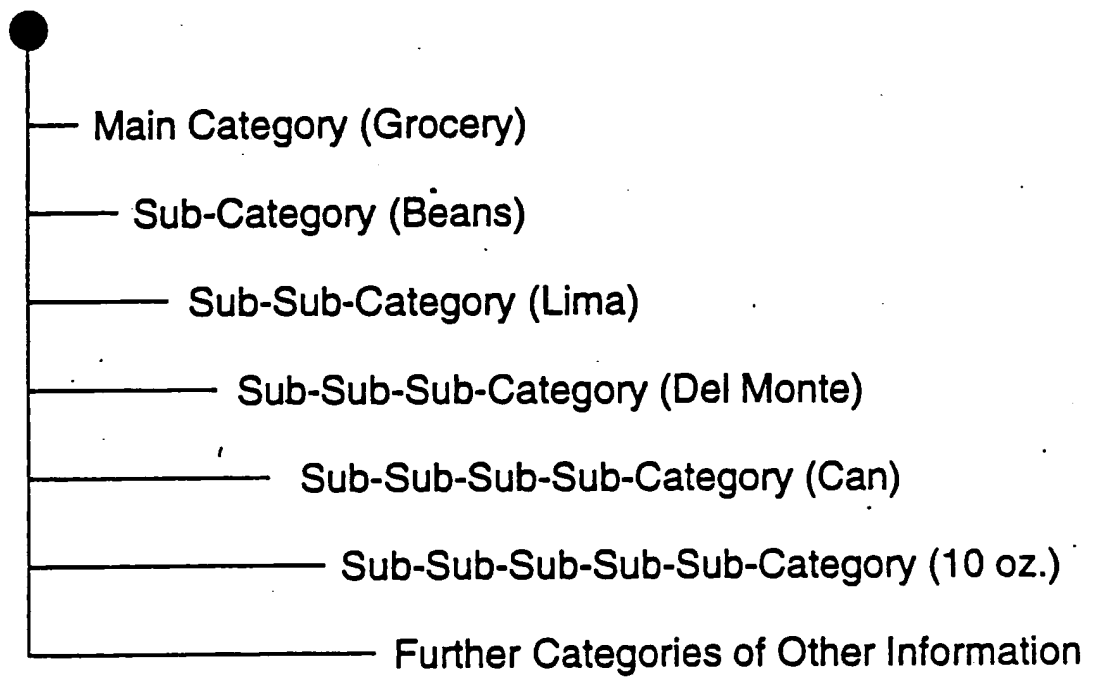 Main Category (Grocery)
Sub-Category (Beans)
Sub-Sub-Category (Lima)
Sub-Sub-Sub-Category (Del Monte)
Sub-Sub-Sub-Sub-Category (Can)
Sub-Sub-Sub-Sub-Sub-Category (10 oz.)
Further Categories of Other Information